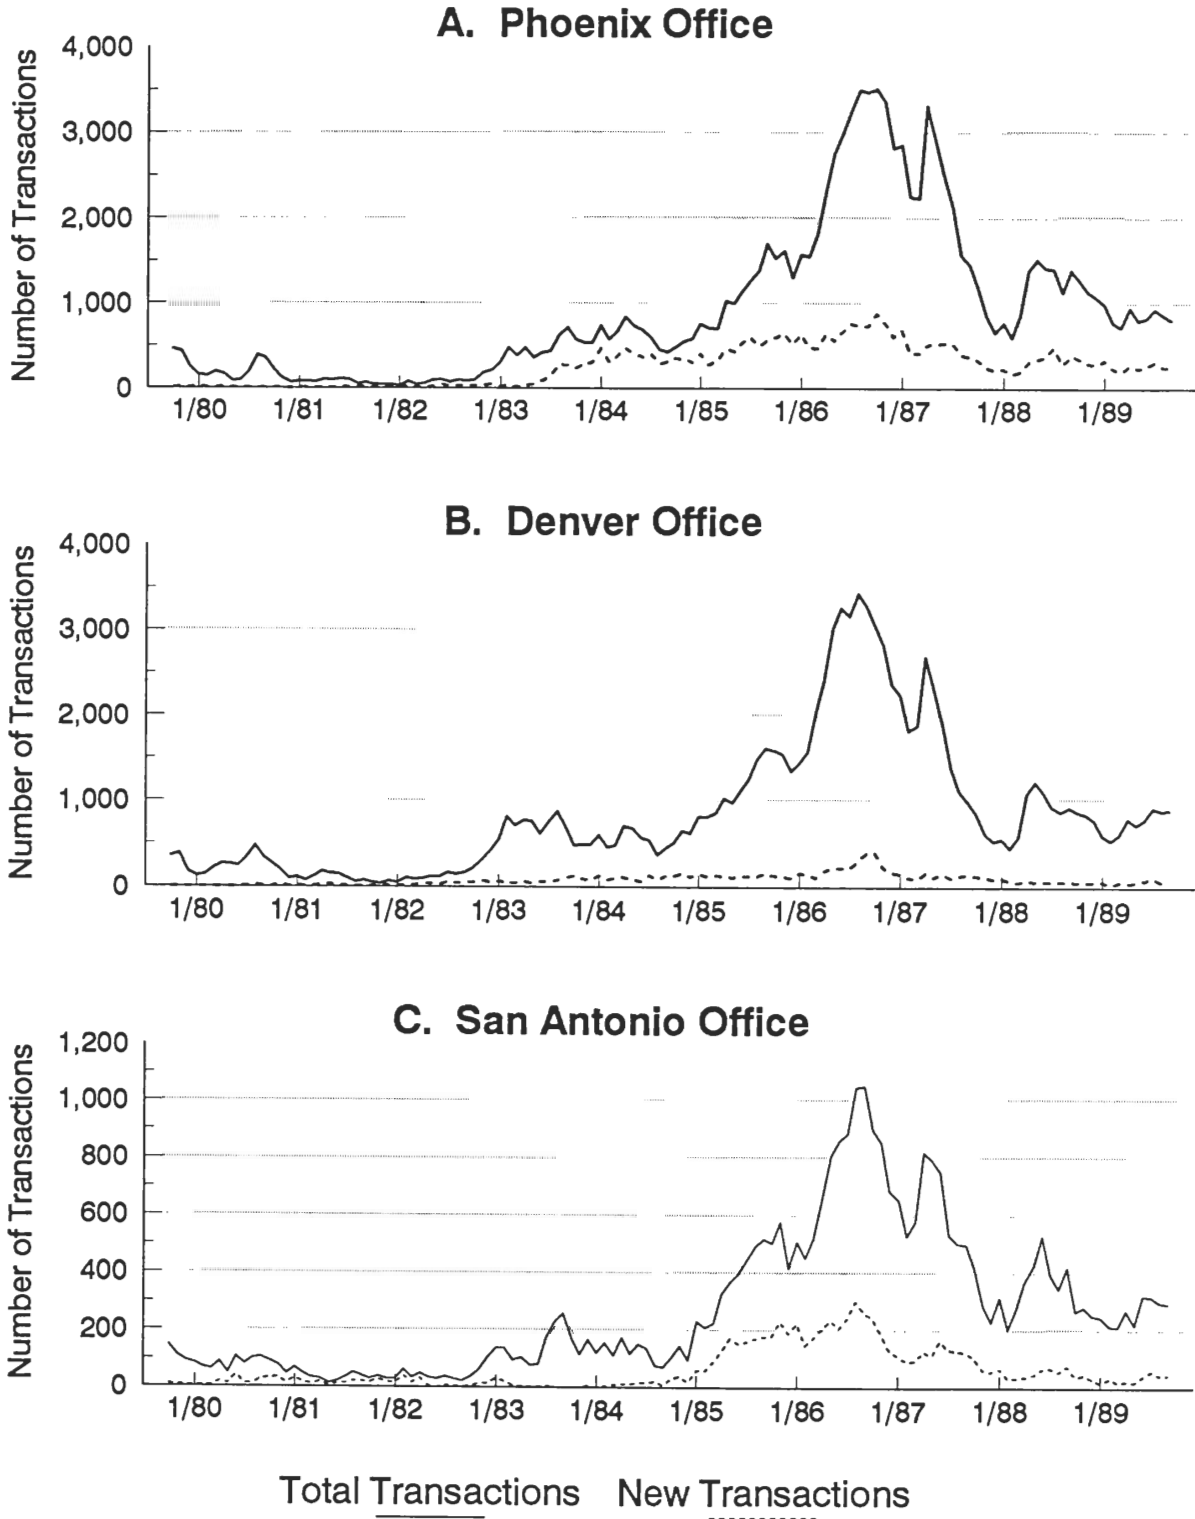 A. Phoenix Office
Number of Transactions
4,000
3,000
2,000
1,000
0
1/80 1/81 1/82 1/83 1/84 1/85 1/86 1/87 1/88 1/89
B. Denver Office
Number of Transactions
4,000
3,000
2,000
1,000
0
1/80 1/81 1/82 1/83 1/84 1/85 1/86 1/87 1/88 1/89
C. San Antonio Office
Number of Transactions
1,200
1,000
800
600
400
200
0
1/80 1/81 1/82 1/83 1/84 1/85 1/86 1/87 1/88 1/89
Total Transactions New Transactions